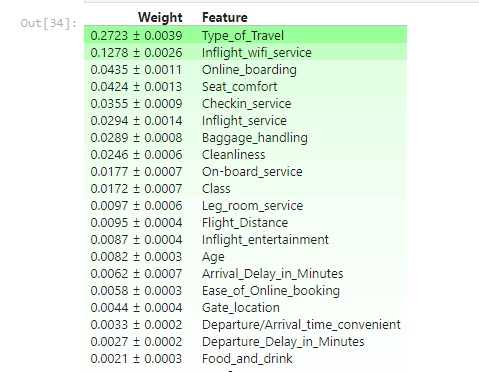 Out[34]:
Weight Feature
0.2723 ± 0.0039 Type_of_Travel
0.1278 ± 0.0026 Inflight_wifi_service
0.0435 ± 0.0011 Online_boarding
0.0424 ± 0.0013 Seat_comfort
0.0355 ± 0.0009 Checkin_service
0.0294 ± 0.0014 Inflight_service
0.0289 ± 0.0008 Baggage_handling
0.0246 ± 0.0006 Cleanliness
0.0177 ± 0.0007 On-board_service
0.0172 ± 0.0007 Class
0.0097 ± 0.0006 Leg_room_service
0.0095 ± 0.0004 Flight_Distance
0.0087 ± 0.0004 Inflight_entertainment
0.0082 ± 0.0003 Age
0.0062 ± 0.0007 Arrival_Delay_in_Minutes
0.0058 ± 0.0003 Ease_of_Online_booking
0.0044 ± 0.0004 Gate_location
0.0033 ± 0.0002 Departure/Arrival_time_convenient
0.0027 ± 0.0002 Departure_Delay_in_Minutes
0.0021 ± 0.0003 Food_and_drink